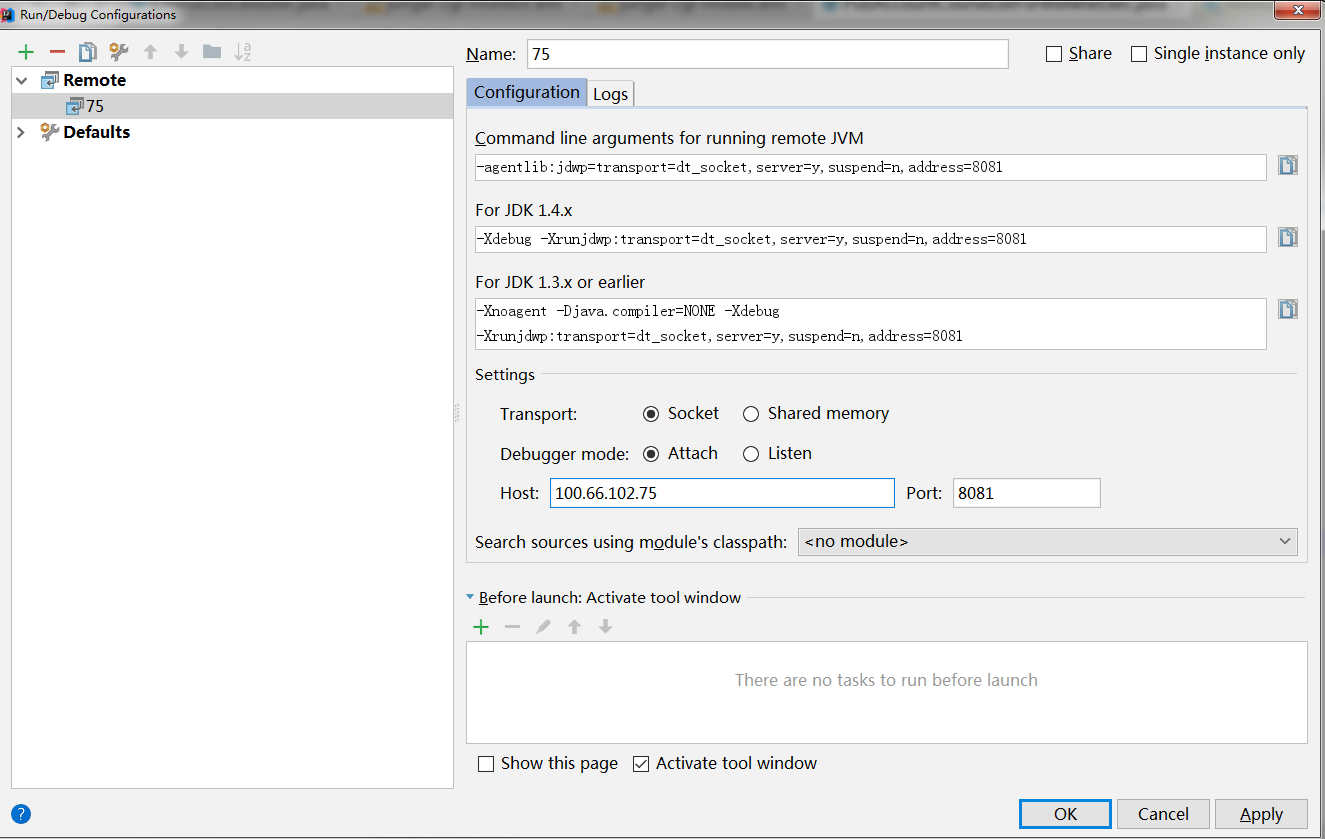 Run/Debug Configurations
Name: 75 Share Single instance only
Remote
75
Defaults
Configuration Logs
Command line arguments for running remote JVM
-agentlib:jdwp=transport=dt_socket,server=y,suspend=n,address=8081
For JDK 1.4.x
-Xdebug -Xrunjdwp:transport=dt_socket,server=y,suspend=n,address=8081
For JDK 1.3.x or earlier
-Xnoagent -Djava.compiler=NONE -Xdebug
-Xrunjdwp:transport=dt_socket,server=y,suspend=n,address=8081
Settings
Transport: Socket Shared memory
Debugger mode: Attach Listen
Host: 100.66.102.75 Port: 8081
Search sources using module's classpath: <no module>
Before launch: Activate tool window
There are no tasks to run before launch
Show this page Activate tool window
? OK Cancel Apply